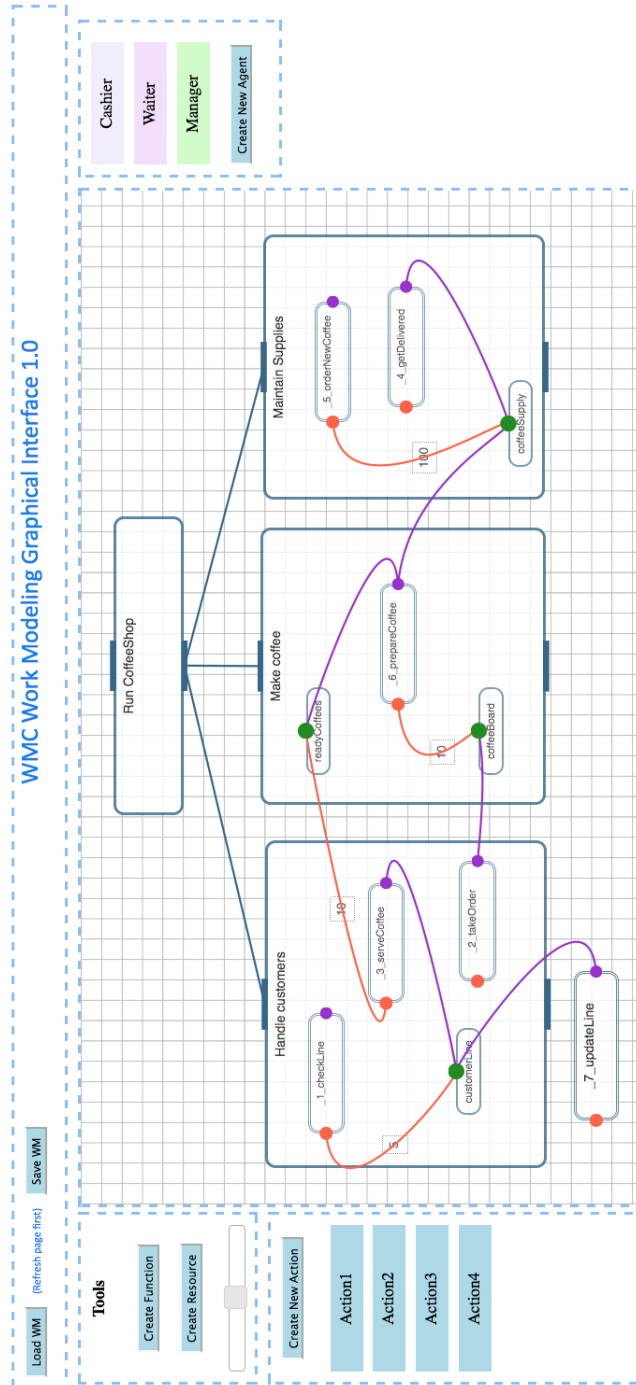 WMC Work Modeling Graphical Interface 1.0
Load WM
(Refresh page first)
Save WM
Tools
Create Function
Create Resource
Create New Action
Action1
Action2
Action3
Action4
Run CoffeeShop
Handle customers
_1_checkLine
_3_serveCoffee
10
customerLine
_2_takeOrder
5
_7_updateLine
Make coffee
readyCoffees
_6_prepareCoffee
10
coffeeBoard
Maintain Supplies
_5_orderNewCoffee
_4_getDelivered
100
coffeeSupply
Cashier
Waiter
Manager
Create New Agent